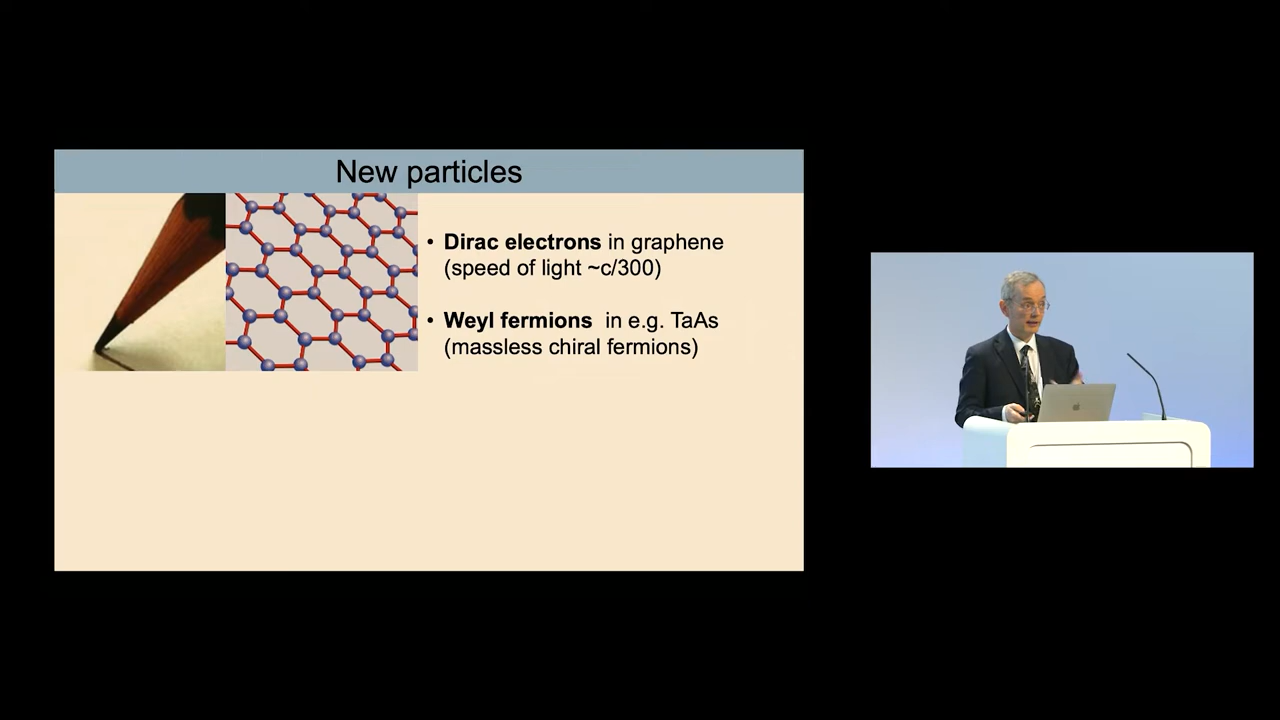 New particles
• Dirac electrons in graphene
(speed of light ~c/300)
• Weyl fermions in e.g. TaAs
(massless chiral fermions)